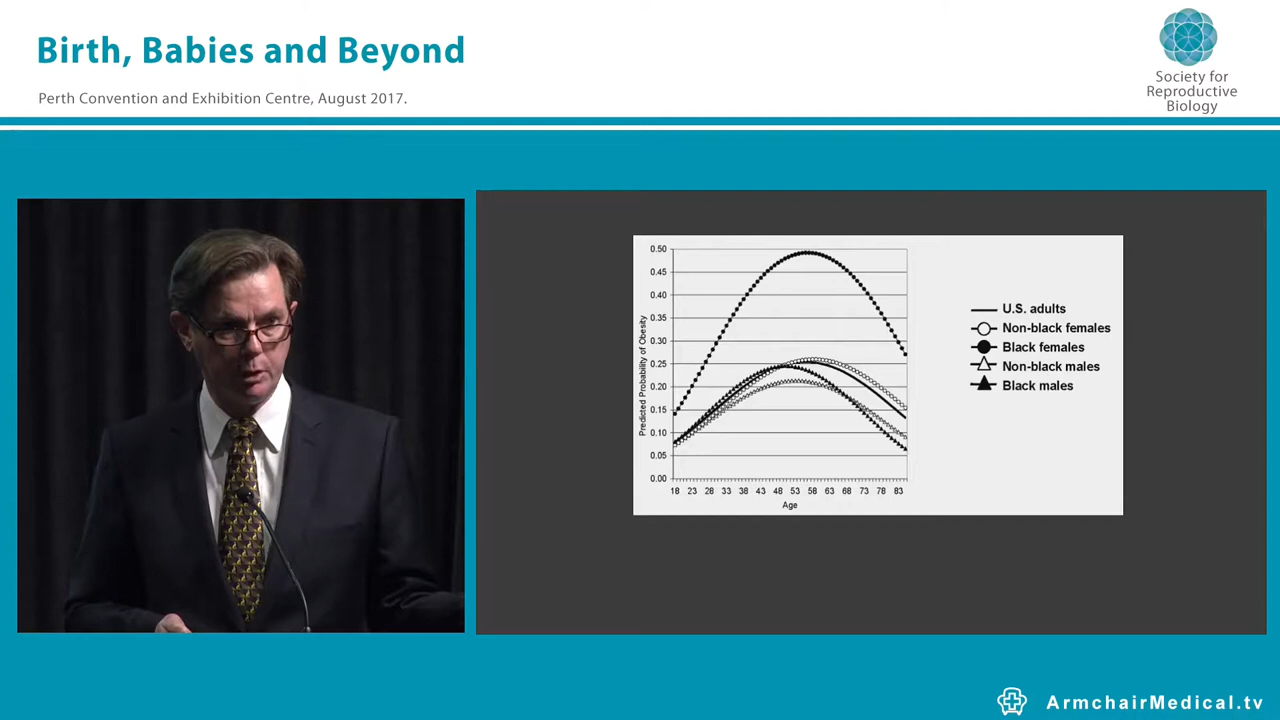 Birth, Babies and Beyond
Perth Convention and Exhibition Centre, August 2017.
Society for
Reproductive
Biology
0.50
0.45
0.40
0.35
0.30
0.25
0.20
0.15
0.10
0.05
0.00
Predicted Probability of Obesity
18 23 28 33 38 43 48 53 58 63 68 73 78 83
Age
U.S. adults
Non-black females
Black females
Non-black males
Black males
ArmchairMedical.tv